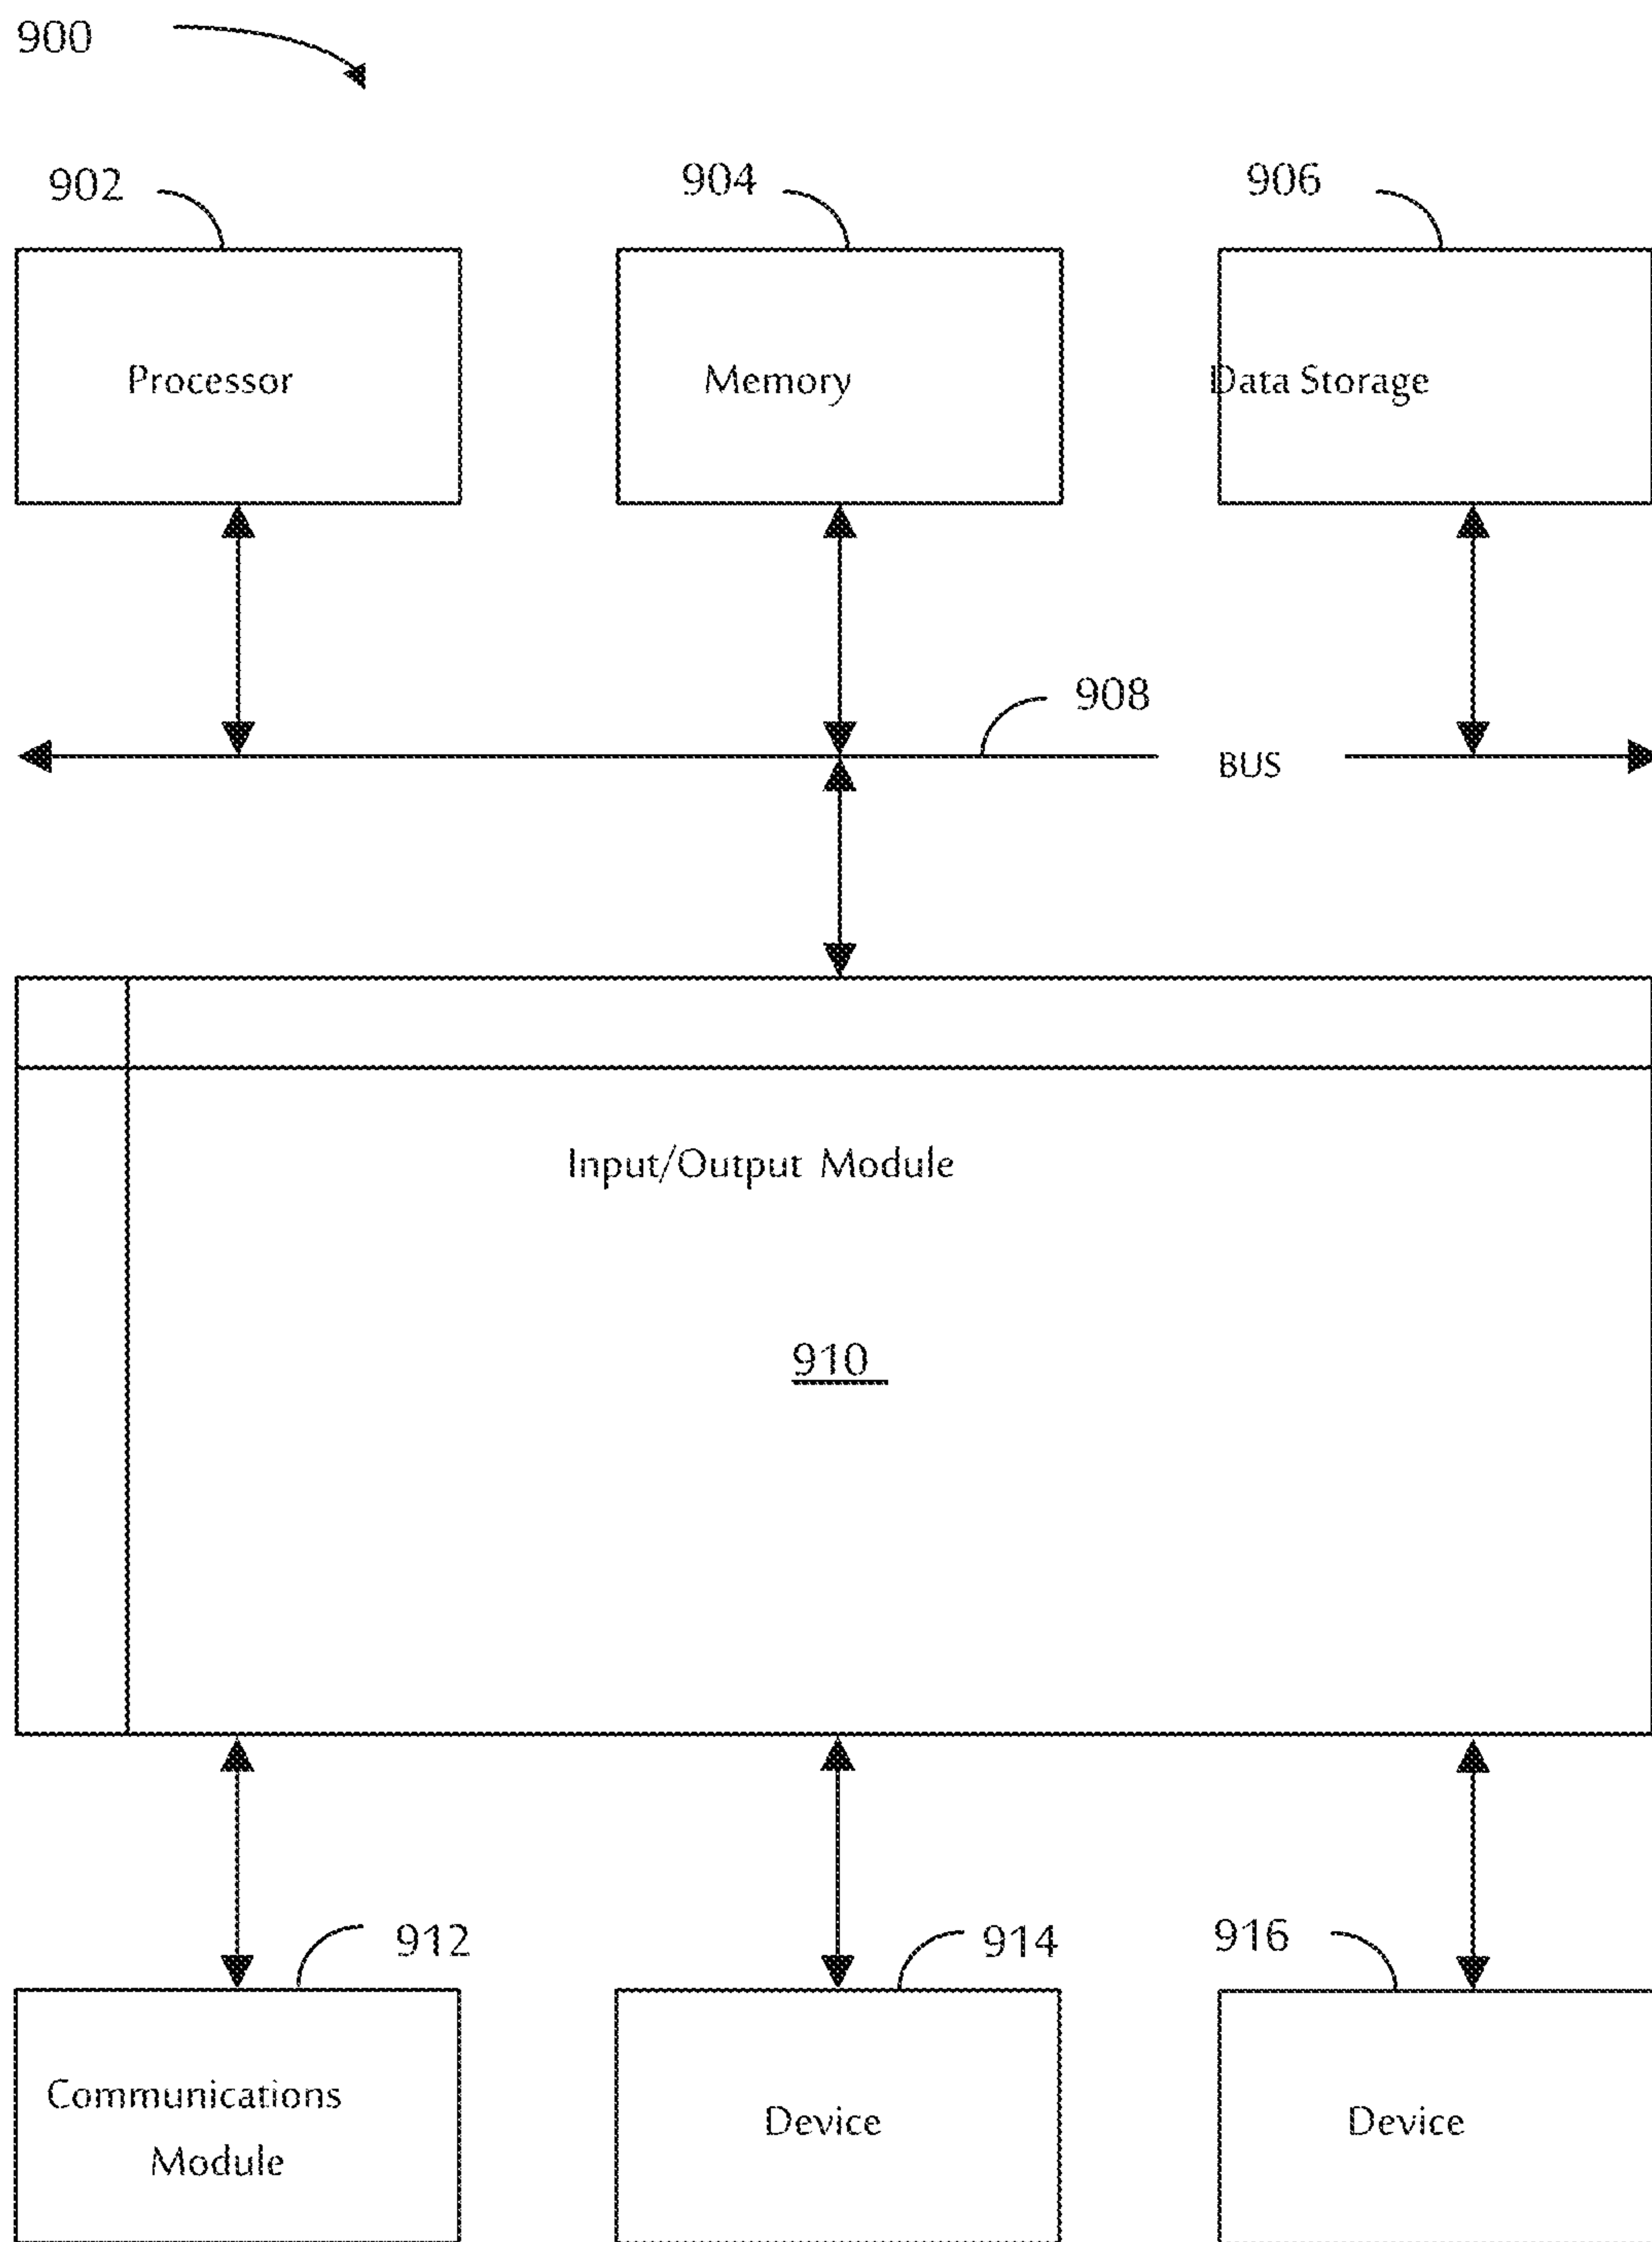 900
902
904
906
Processor
Memory
Data Storage
908
BUS
Input/Output Module
910
912
914
916
Communications
Module
Device
Device